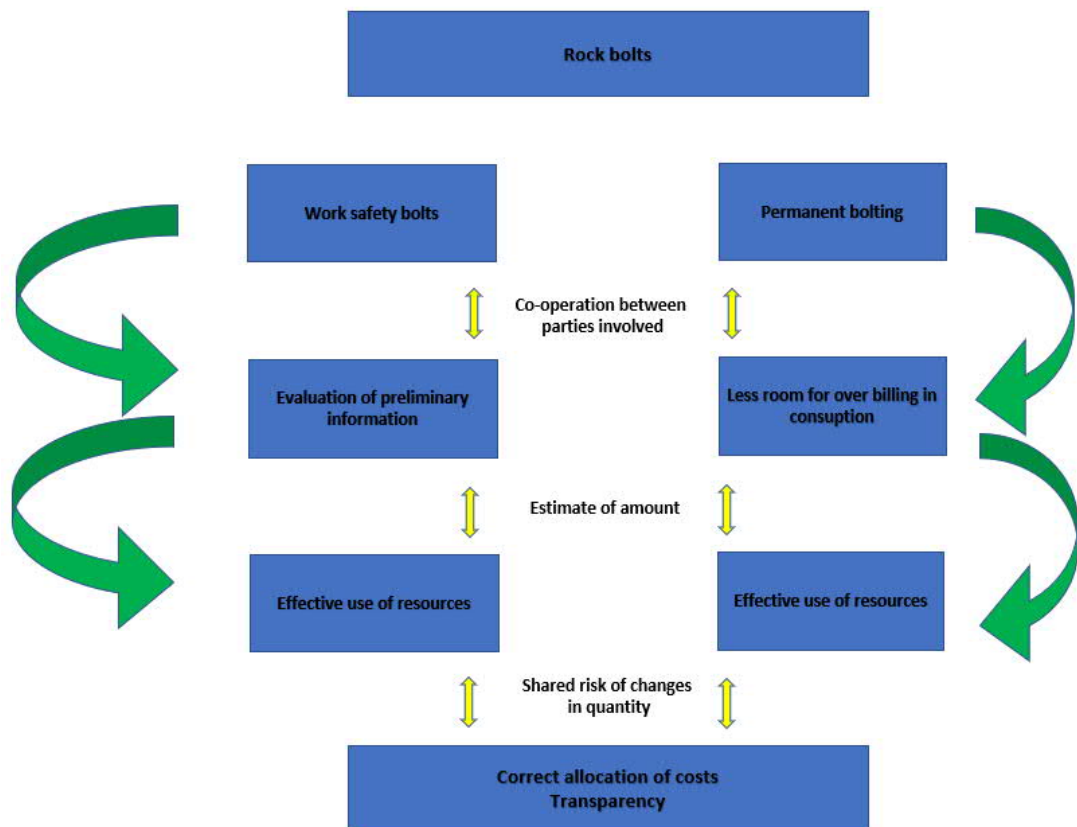 Rock bolts
Work safety bolts
Permanent bolting
Co-operation between
parties involved
Evaluation of preliminary
information
Less room for over billing in
consuption
Estimate of amount
Effective use of resources
Effective use of resources
Shared risk of changes
in quantity
Correct allocation of costs
Transparency